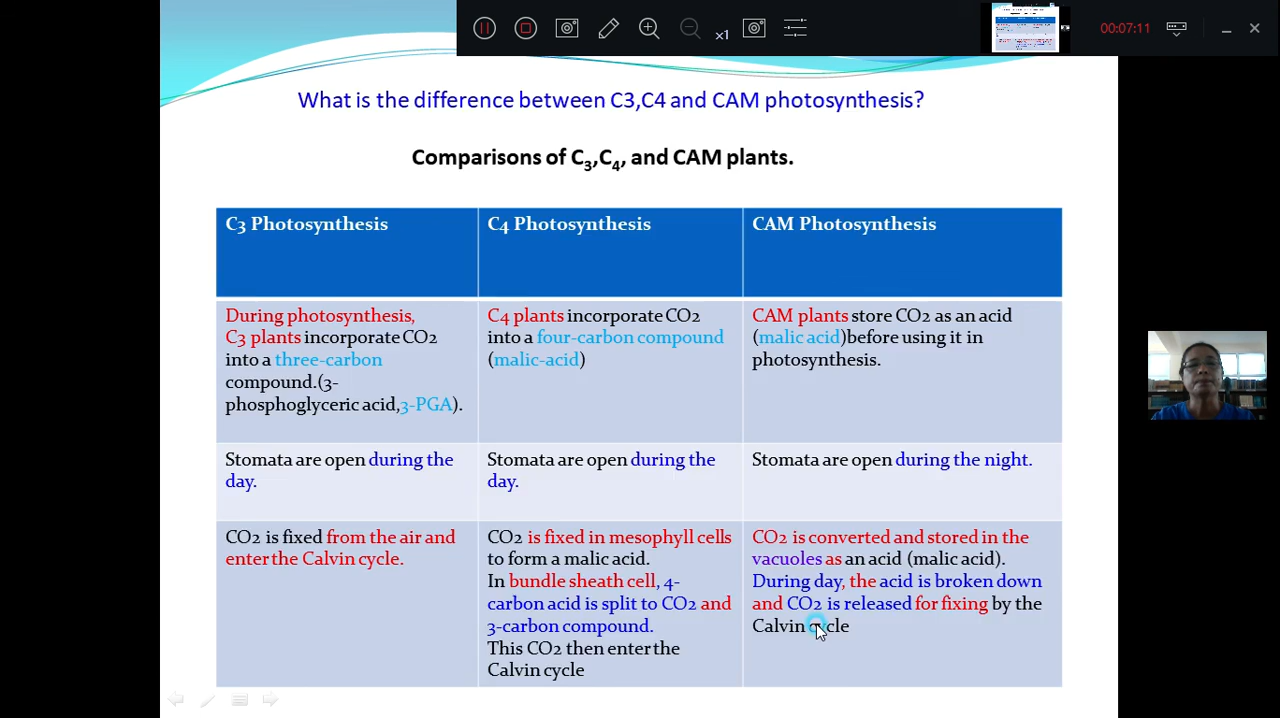 x1
00:07:11
What is the difference between C3,C4 and CAM photosynthesis?
Comparisons of C3,C4, and CAM plants.
C3 Photosynthesis
C4 Photosynthesis
CAM Photosynthesis
During photosynthesis,
C3 plants incorporate CO2
into a three-carbon
compound.(3-
phosphoglyceric acid,3-PGA).
C4 plants incorporate CO2
into a four-carbon compound
(malic-acid)
CAM plants store CO2 as an acid
(malic acid)before using it in
photosynthesis.
Stomata are open during the
day.
Stomata are open during the
day.
Stomata are open during the night.
CO2 is fixed from the air and
enter the Calvin cycle.
CO2 is fixed in mesophyll cells
to form a malic acid.
In bundle sheath cell, 4-
carbon acid is split to CO2 and
3-carbon compound.
This CO2 then enter the
Calvin cycle
CO2 is converted and stored in the
vacuoles as an acid (malic acid).
During day, the acid is broken down
and CO2 is released for fixing by the
Calvin cycle